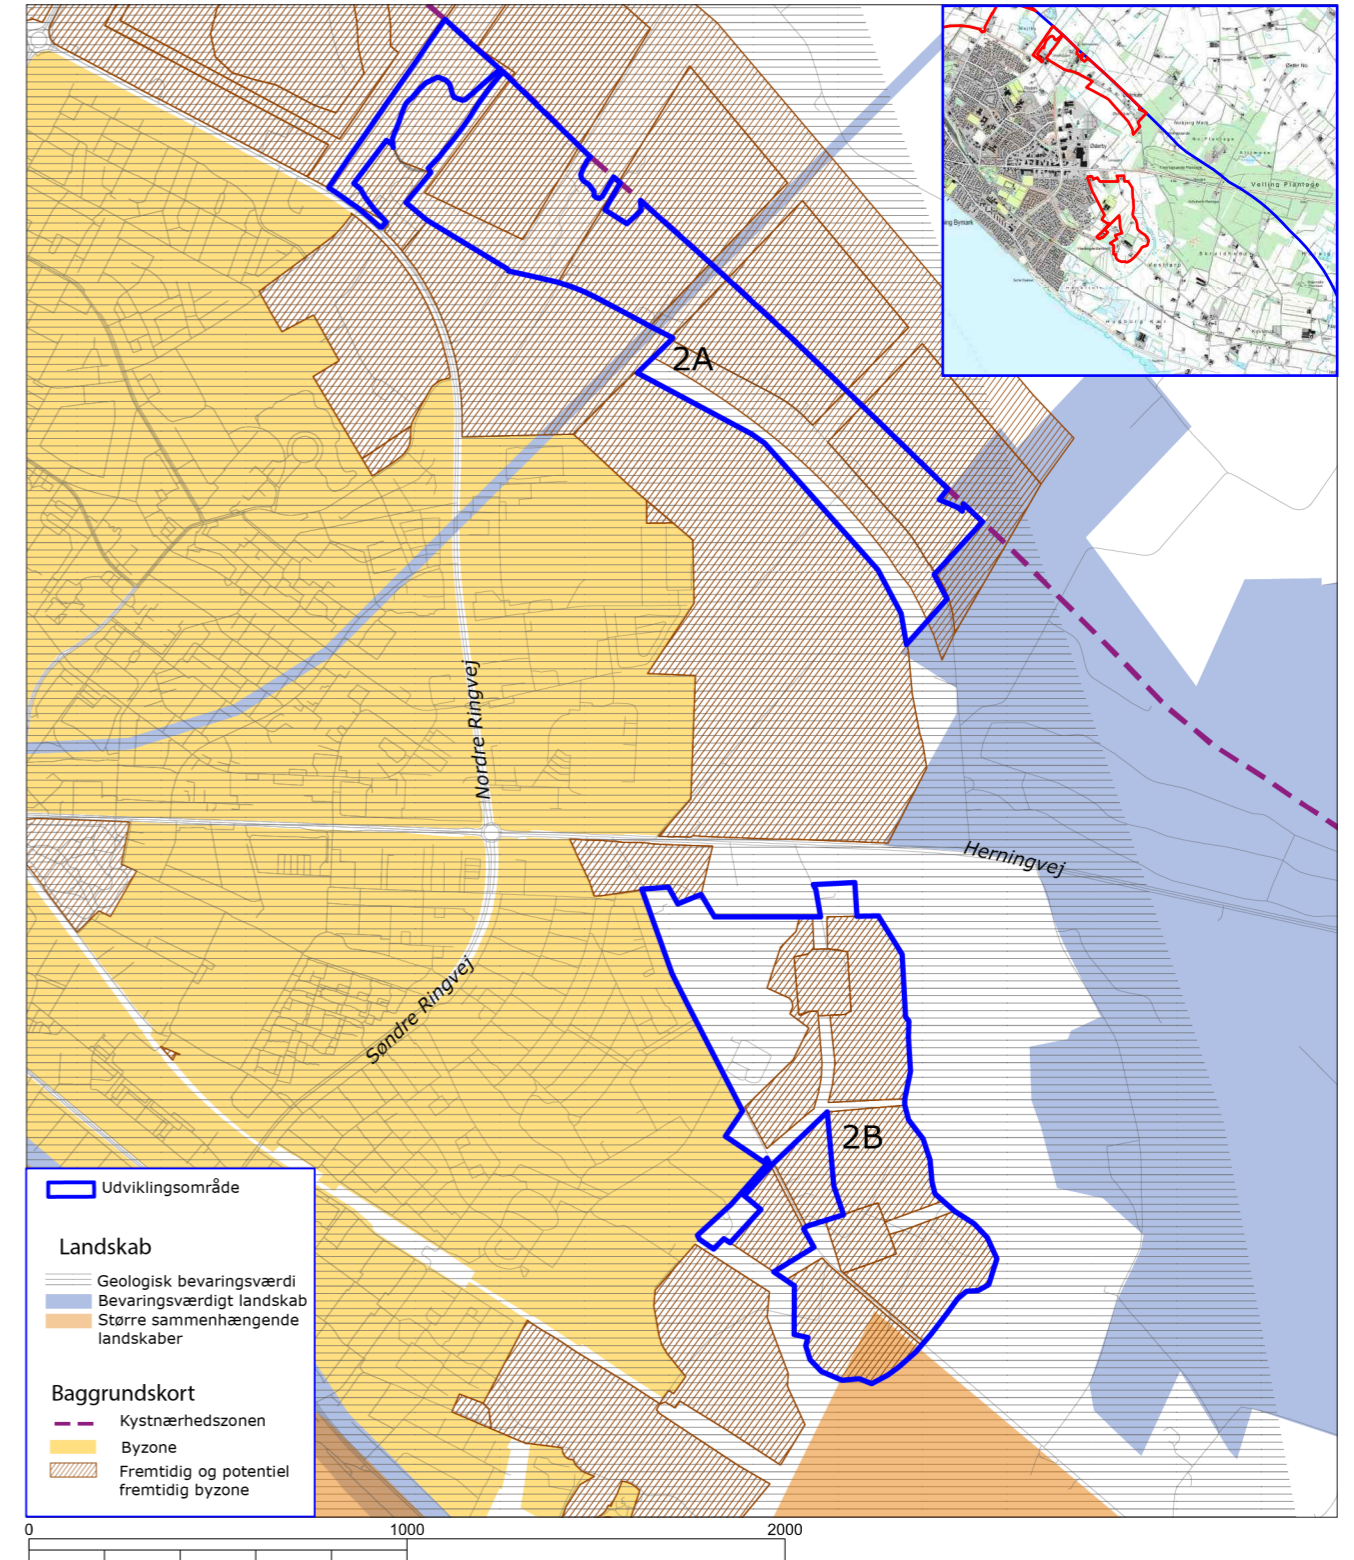 2A
Nordre Ringvej
Herningvej
Søndre Ringvej
2B
Udviklingsområde
Landskab
Geologisk bevaringsværdi
Bevaringsværdigt landskab
Større sammenhængende
landskaber
Baggrundskort
Kystnærhedszonen
Byzone
Fremtidig og potentiel
fremtidig byzone
0 1000 2000
Velling Plantage